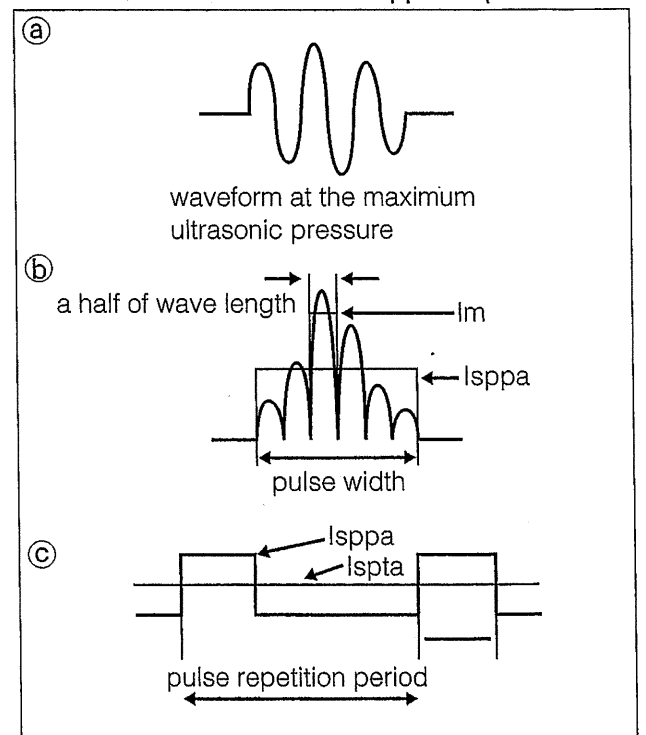 ⓐ
waveform at the maximum
ultrasonic pressure
ⓑ
a half of wave length
Im
Isppa
pulse width
ⓒ
Isppa
Ispta
pulse repetition period